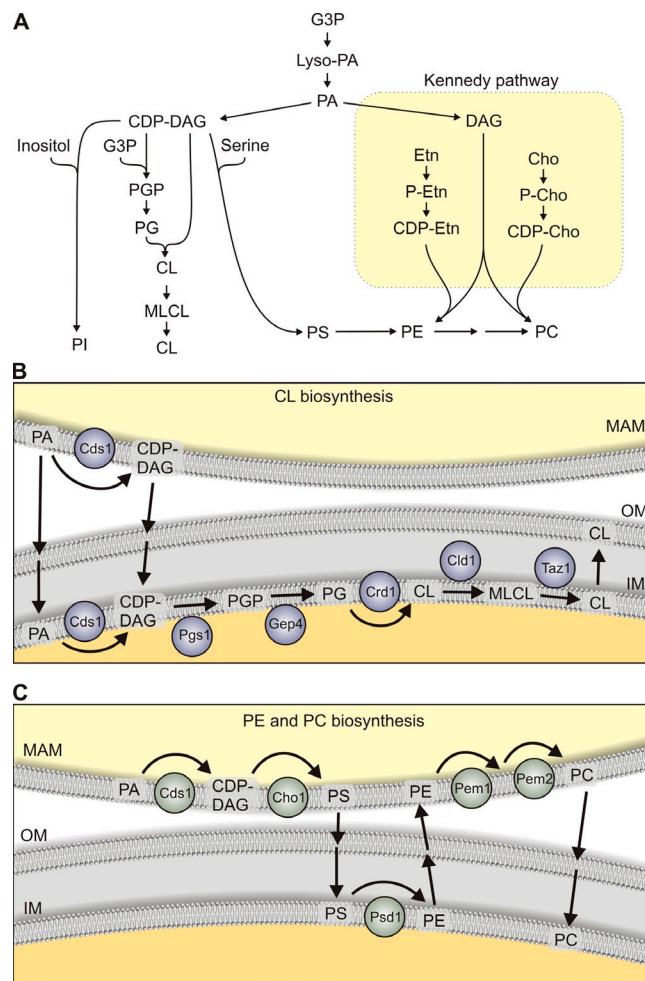 A
G3P
Lyso-PA
Kennedy pathway
PA
CDP-DAG
DAG
Inositol
G3P
Serine
Etn
Cho
PGP
P-Etn
P-Cho
PG
CDP-Etn
CDP-Cho
CL
MLCL
PI
CL
PS
PE
PC
B
CL biosynthesis
MAM
PA
Cds1
CDP-
DAG
OM
CL
Cld1
Taz1
IM
CDP-
DAG
PGP
PG
Crd1
CL
MLCL
CL
PA
Cds1
Pgs1
Gep4
C
PE and PC biosynthesis
MAM
PA
Cds1
CDP-
DAG
Cho1
PS
PE
Pem1
Pem2
PC
OM
IM
PS
Psd1
PE
PC